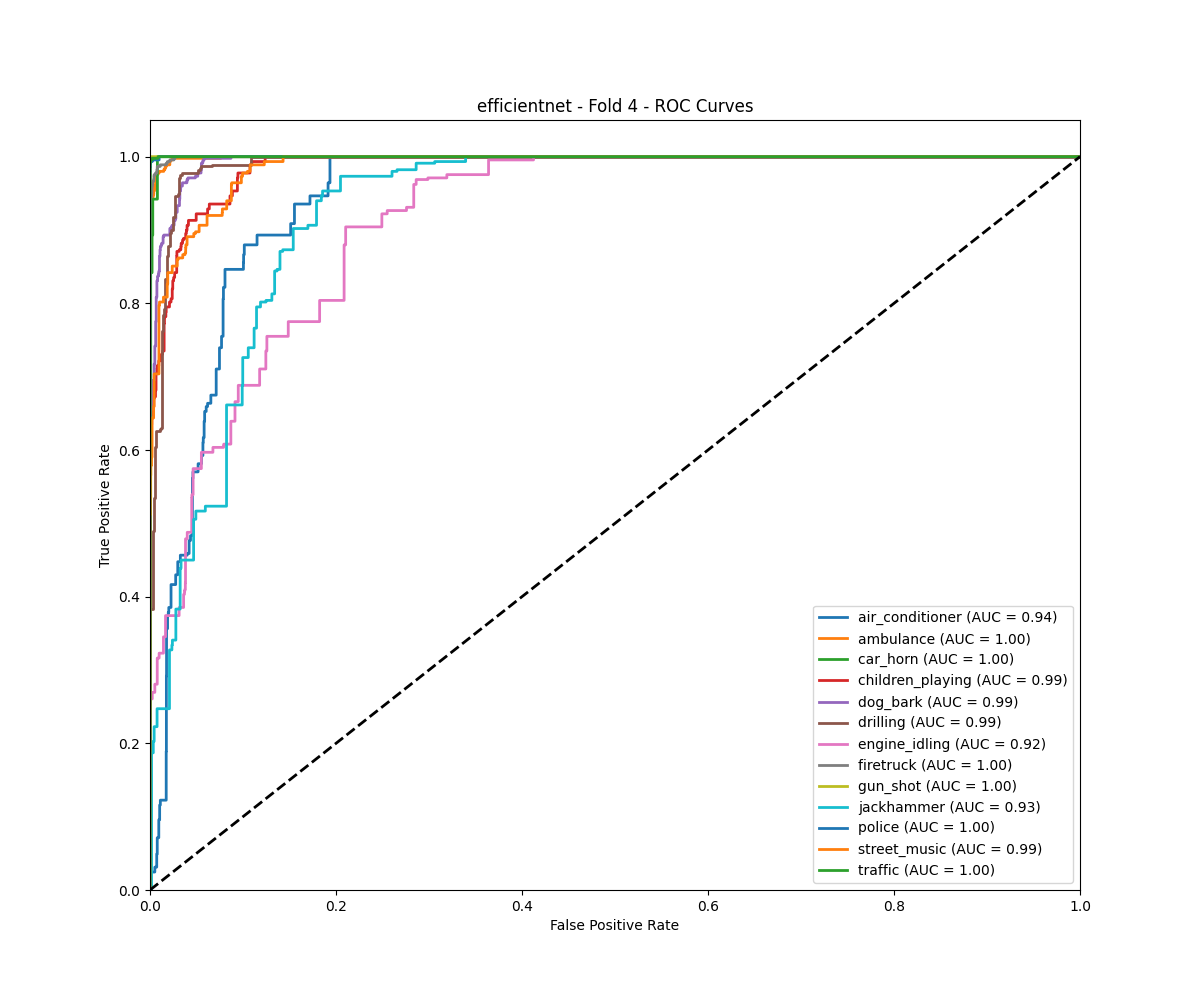 efficientnet - Fold 4 - ROC Curves
True Positive Rate
1.0
0.8
0.6
0.4
0.2
0.0
air_conditioner (AUC = 0.94)
ambulance (AUC = 1.00)
car_horn (AUC = 1.00)
children_playing (AUC = 0.99)
dog_bark (AUC = 0.99)
drilling (AUC = 0.99)
engine_idling (AUC = 0.92)
firetruck (AUC = 1.00)
gun_shot (AUC = 1.00)
jackhammer (AUC = 0.93)
police (AUC = 1.00)
street_music (AUC = 0.99)
traffic (AUC = 1.00)
0.0 0.2 0.4 0.6 0.8 1.0
False Positive Rate